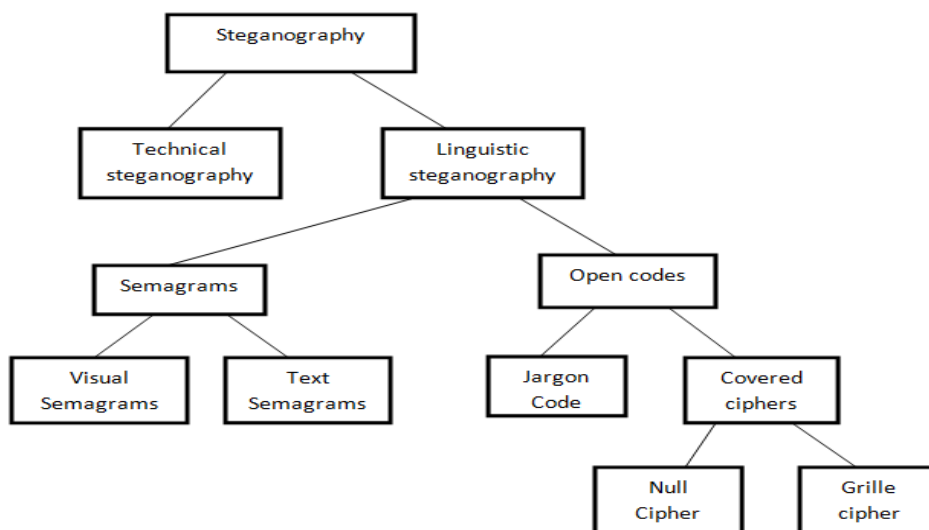 Steganography
Technical
steganography
Linguistic
steganography
Semagrams
Open codes
Visual
Semagrams
Text
Semagrams
Jargon
Code
Covered
ciphers
Null
Cipher
Grille
cipher